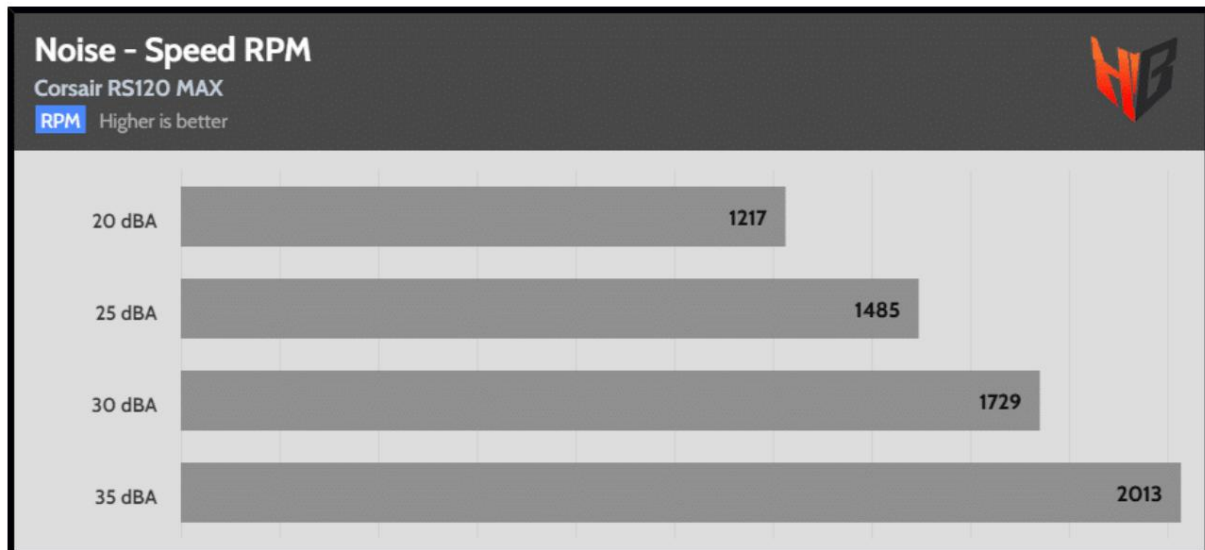 Noise - Speed RPM
Corsair RS120 MAX
RPM Higher is better
HB
20 dBA 1217
25 dBA 1485
30 dBA 1729
35 dBA 2013